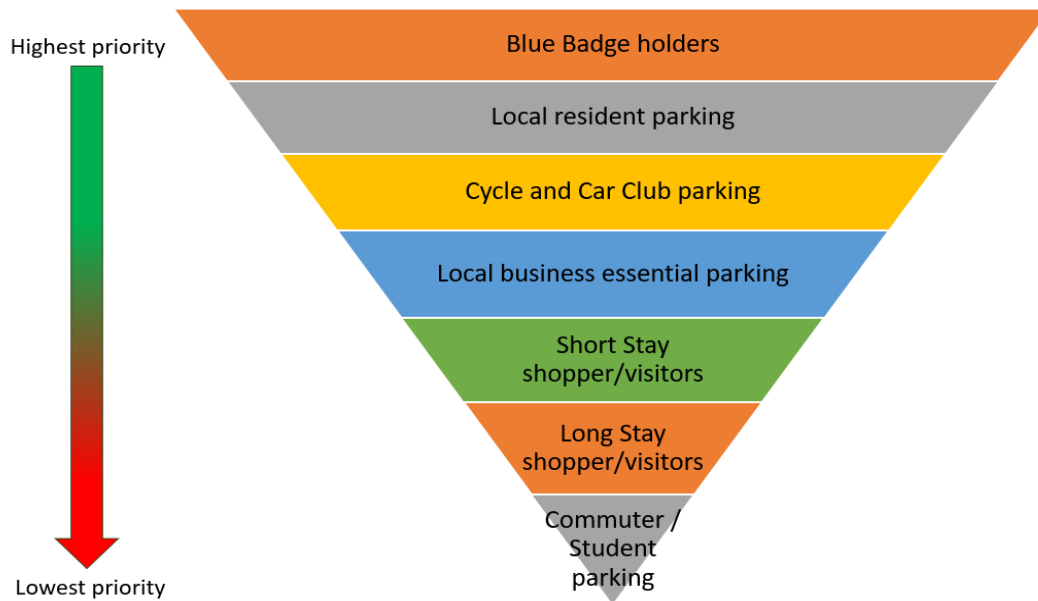 Highest priority
Blue Badge holders
Local resident parking
Cycle and Car Club parking
Local business essential parking
Short Stay
shopper/visitors
Long Stay
shopper/visitors
Commuter /
Student
parking
Lowest priority